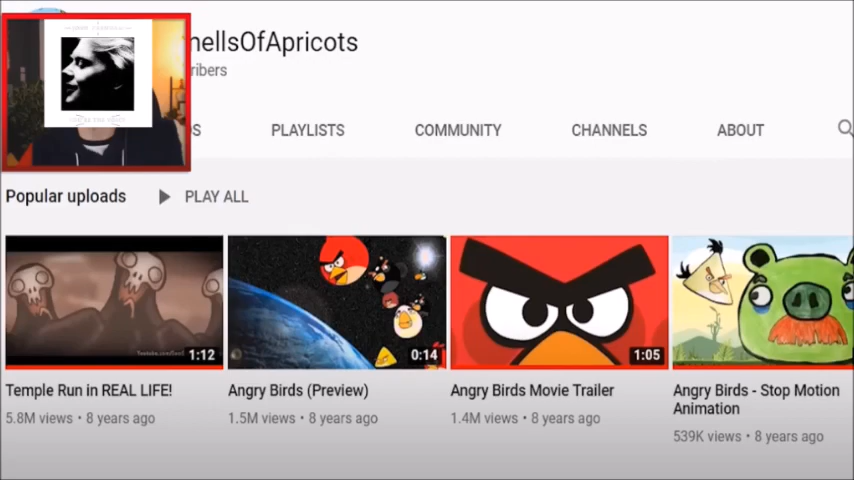 nellsOfApricots
ribers
S
PLAYLISTS
COMMUNITY
CHANNELS
ABOUT
Popular uploads
PLAY ALL
1:12
0:14
1:05
Temple Run in REAL LIFE!
Angry Birds (Preview)
Angry Birds Movie Trailer
Angry Birds - Stop Motion
Animation
5.8M views • 8 years ago
1.5M views • 8 years ago
1.4M views • 8 years ago
539K views • 8 years ago